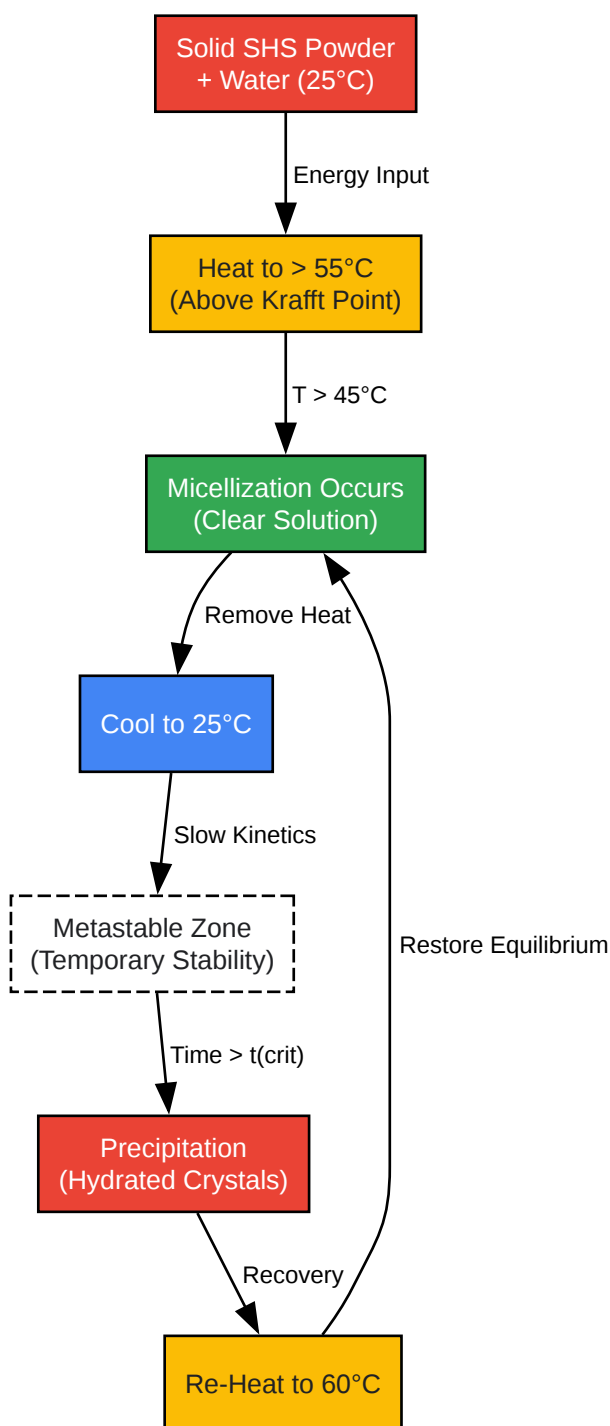 Solid SHS Powder
+ Water (25°C)
Energy Input
Heat to > 55°C
(Above Krafft Point)
T > 45°C
Micellization Occurs
(Clear Solution)
Remove Heat
Cool to 25°C
Slow Kinetics
Metastable Zone
(Temporary Stability)
Restore Equilibrium
Time > t(crit)
Precipitation
(Hydrated Crystals)
Recovery
Re-Heat to 60°C